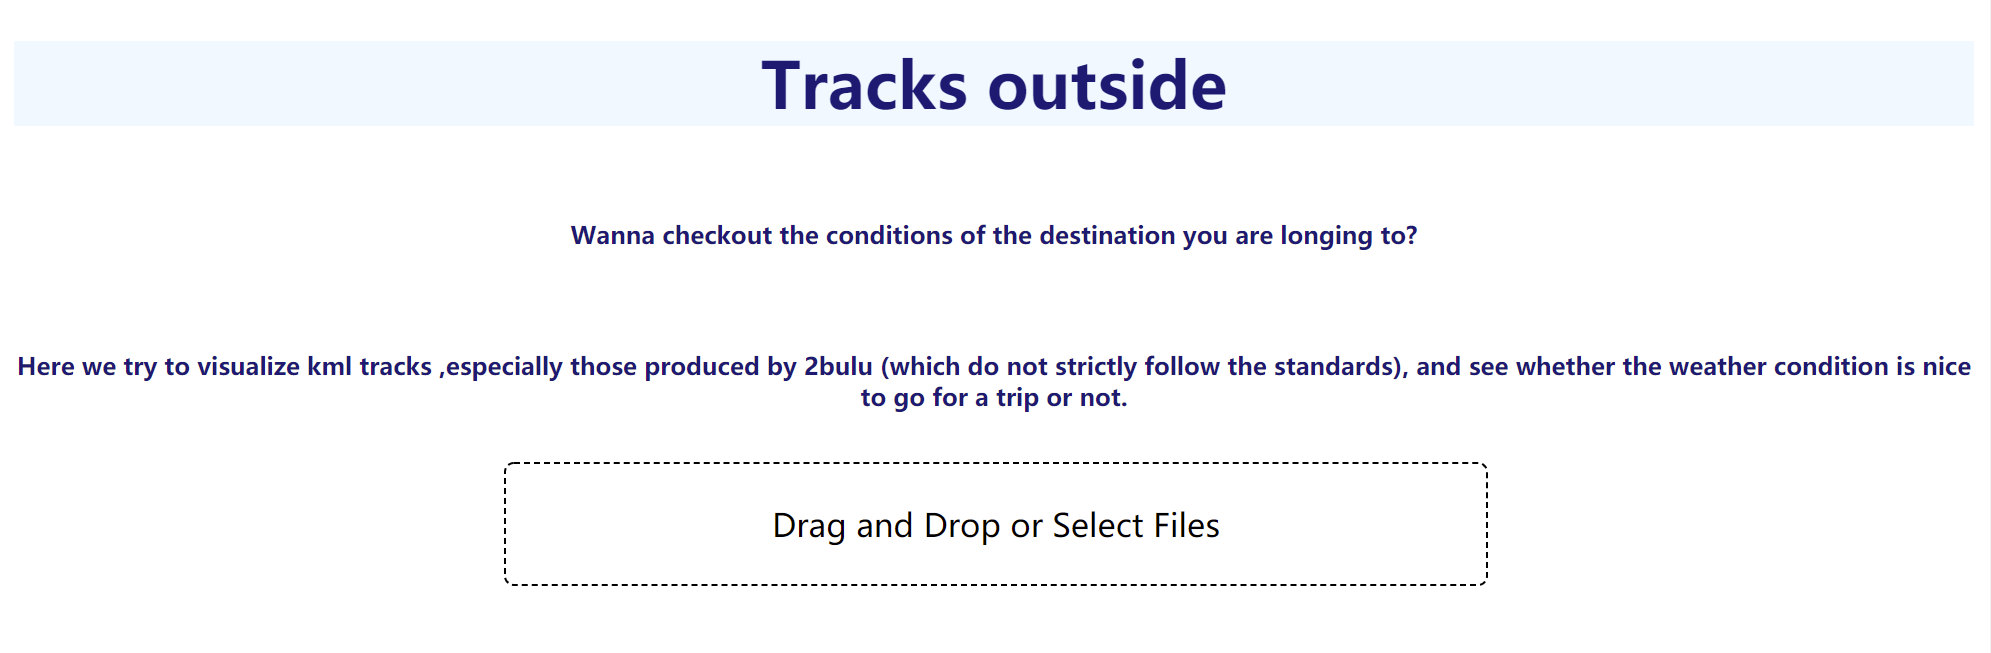 Tracks outside
Wanna checkout the conditions of the destination you are longing to?
Here we try to visualize kml tracks ,especially those produced by 2bulu (which do not strictly follow the standards), and see whether the weather condition is nice
to go for a trip or not.
Drag and Drop or Select Files